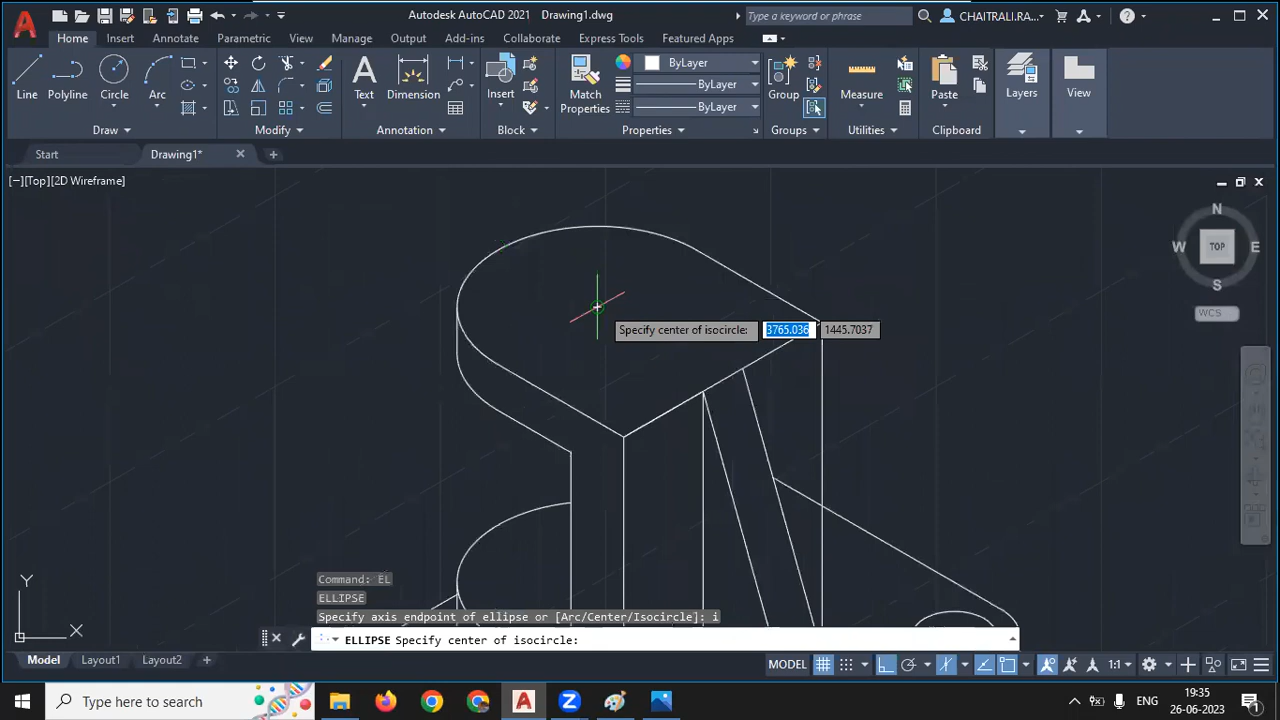 Autodesk AutoCAD 2021 Drawing1.dwg
Type a keyword or phrase
CHAITRALI.RA...
Home Insert Annotate Parametric View Manage Output Add-ins Collaborate Express Tools Featured Apps
Line Polyline Circle Arc
Text Dimension
Insert
Match Properties
ByLayer
ByLayer
ByLayer
Group
Measure
Paste
Layers
View
Draw Modify Annotation Block Properties Groups Utilities Clipboard
Start Drawing1*
[−][Top][2D Wireframe]
N
W TOP E
S
WCS
Specify center of isocircle: 3765.036 1445.7037
Command: EL
ELLIPSE
Specify axis endpoint of ellipse or [Arc/Center/Isocircle]: i
ELLIPSE Specify center of isocircle:
Y
X
Model Layout1 Layout2 +
MODEL 1:1
Type here to search
ENG
19:35
26-06-2023
1